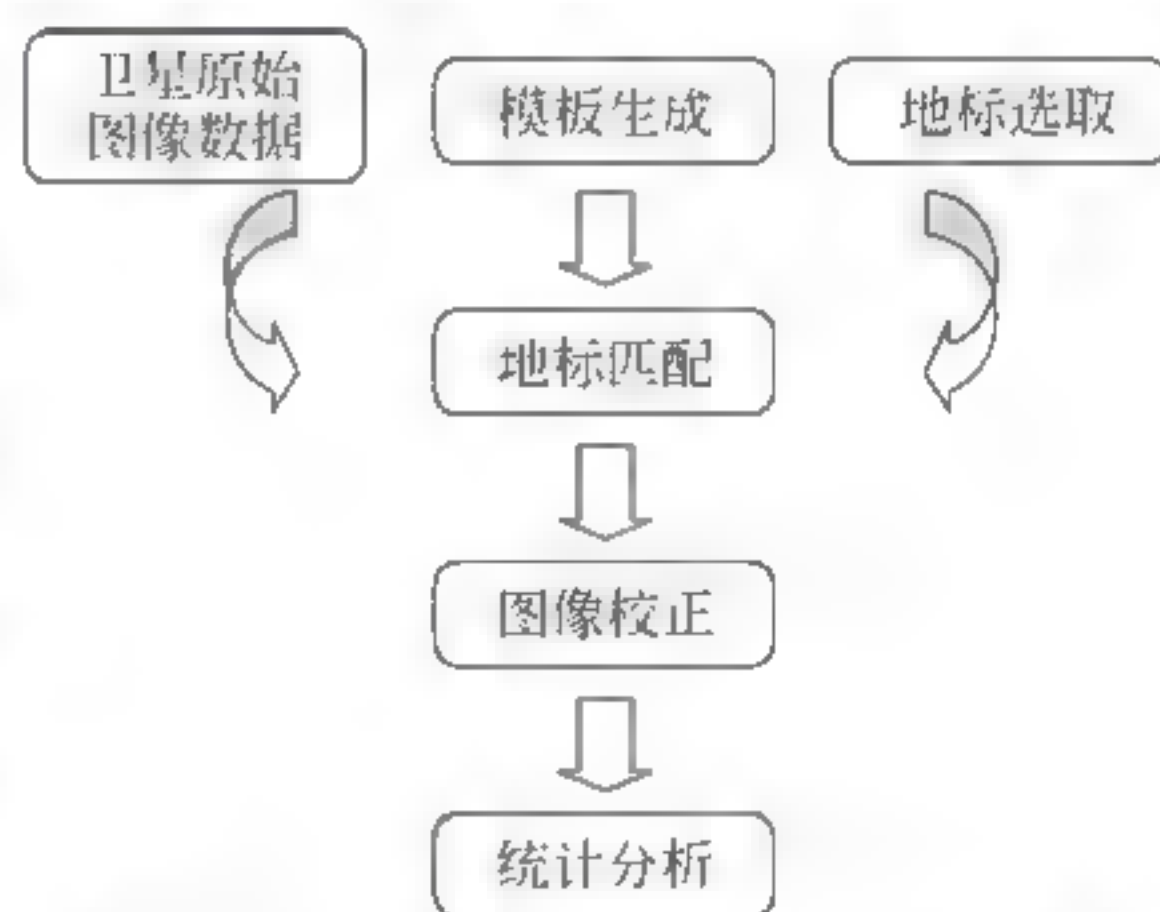 卫星原始
图像数据
模板生成
地标选取
地标匹配
图像校正
统计分析